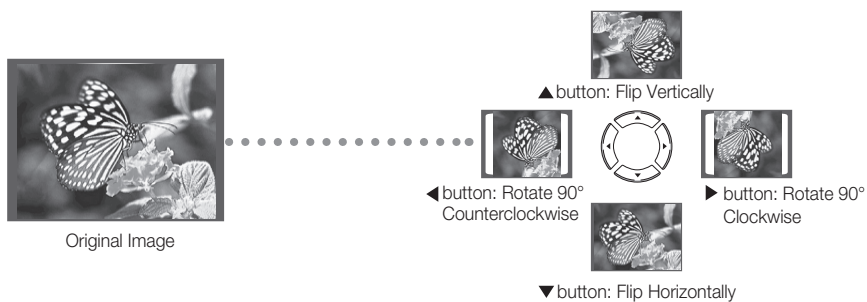 ▲ button: Flip Vertically
◀ button: Rotate 90°
Counterclockwise
▶ button: Rotate 90°
Clockwise
Original Image
▼ button: Flip Horizontally